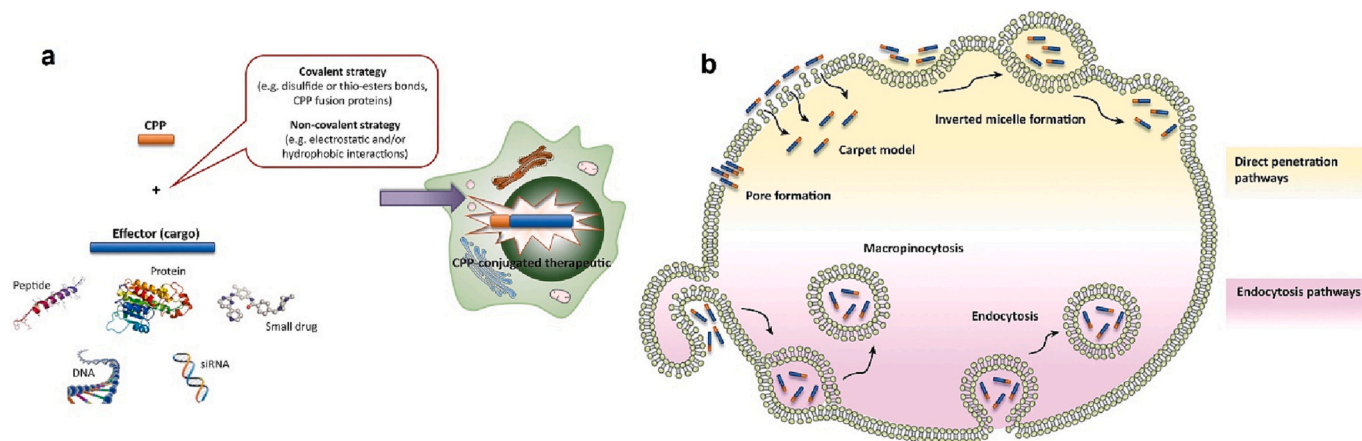 a
Covalent strategy
(e.g. disulfide or thio-esters bonds,
CPP fusion proteins)
Non-covalent strategy
(e.g. electrostatic and/or
hydrophobic interactions)
CPP
+
Effector (cargo)
Peptide
Protein
Small drug
DNA
siRNA
CPP-conjugated therapeutic
b
Inverted micelle formation
Carpet model
Pore formation
Direct penetration
pathways
Macropinocytosis
Endocytosis
Endocytosis pathways